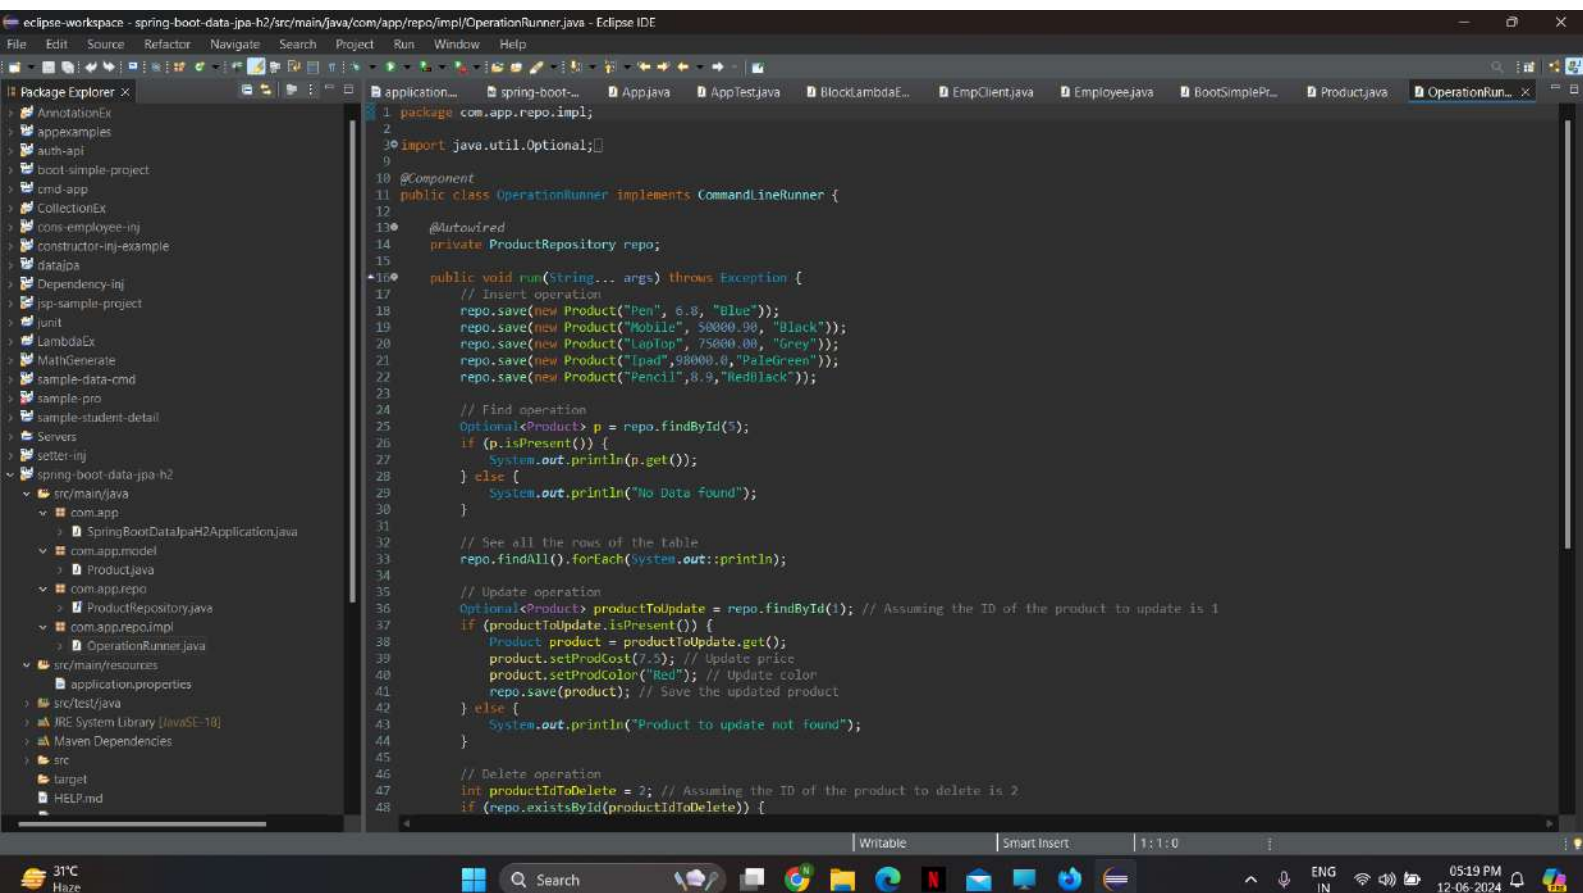 eclipse-workspace - spring-boot-data-jpa-h2/src/main/java/com/app/repo/impl/OperationRunner.java - Eclipse IDE
File Edit Source Refactor Navigate Search Project Run Window Help
Package Explorer ×
application.... spring-boot-... App.java AppTest.java BlockLambdaE... EmpClient.java Employee.java BootSimplePr... Product.java OperationRun... ×
AnnotationEx
appexamples
auth-api
boot-simple-project
cmd-app
CollectionEx
cons-employee-inj
constructor-inj-example
datajpa
Dependency-inj
jsp-sample-project
junit
LambdaEx
MathGenerate
sample-data-cmd
sample-pro
sample-student-detail
Servers
setter-inj
spring-boot-data-jpa-h2
src/main/java
com.app
SpringBootDataJpaH2Application.java
com.app.model
Product.java
com.app.repo
ProductRepository.java
com.app.repo.impl
OperationRunner.java
src/main/resources
application.properties
src/test/java
JRE System Library [JavaSE-18]
Maven Dependencies
src
target
HELP.md
1 package com.app.repo.impl;
2
3 import java.util.Optional;
9
10 @Component
11 public class OperationRunner implements CommandLineRunner {
12
13 @Autowired
14 private ProductRepository repo;
15
16 public void run(String... args) throws Exception {
17 // Insert operation
18 repo.save(new Product("Pen", 6.8, "Blue"));
19 repo.save(new Product("Mobile", 50000.90, "Black"));
20 repo.save(new Product("LapTop", 75000.00, "Grey"));
21 repo.save(new Product("Ipad",98000.0,"PaleGreen"));
22 repo.save(new Product("Pencil",8.9,"RedBlack"));
23
24 // Find operation
25 Optional<Product> p = repo.findById(5);
26 if (p.isPresent()) {
27 System.out.println(p.get());
28 } else {
29 System.out.println("No Data found");
30 }
31
32 // See all the rows of the table
33 repo.findAll().forEach(System.out::println);
34
35 // Update operation
36 Optional<Product> productToUpdate = repo.findById(1); // Assuming the ID of the product to update is 1
37 if (productToUpdate.isPresent()) {
38 Product product = productToUpdate.get();
39 product.setProdCost(7.5); // Update price
40 product.setProdColor("Red"); // Update color
41 repo.save(product); // Save the updated product
42 } else {
43 System.out.println("Product to update not found");
44 }
45
46 // Delete operation
47 int productIdToDelete = 2; // Assuming the ID of the product to delete is 2
48 if (repo.existsById(productIdToDelete)) {
Writable Smart Insert 1 : 1 : 0
31°C
Haze
Search
ENG
IN
05:19 PM
12-06-2024